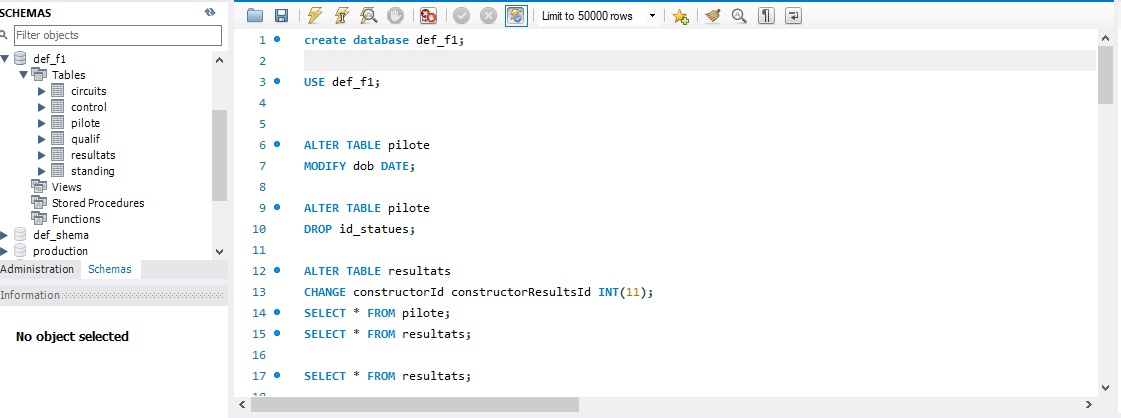 SCHEMAS
Filter objects
def_f1
Tables
circuits
control
pilote
qualif
resultats
standing
Views
Stored Procedures
Functions
def_shema
production
Administration Schemas
Information
No object selected
Limit to 50000 rows
1 create database def_f1;
2
3 USE def_f1;
4
5
6 ALTER TABLE pilote
7 MODIFY dob DATE;
8
9 ALTER TABLE pilote
10 DROP id_statues;
11
12 ALTER TABLE resultats
13 CHANGE constructorId constructorResultsId INT(11);
14 SELECT * FROM pilote;
15 SELECT * FROM resultats;
16
17 SELECT * FROM resultats;
18